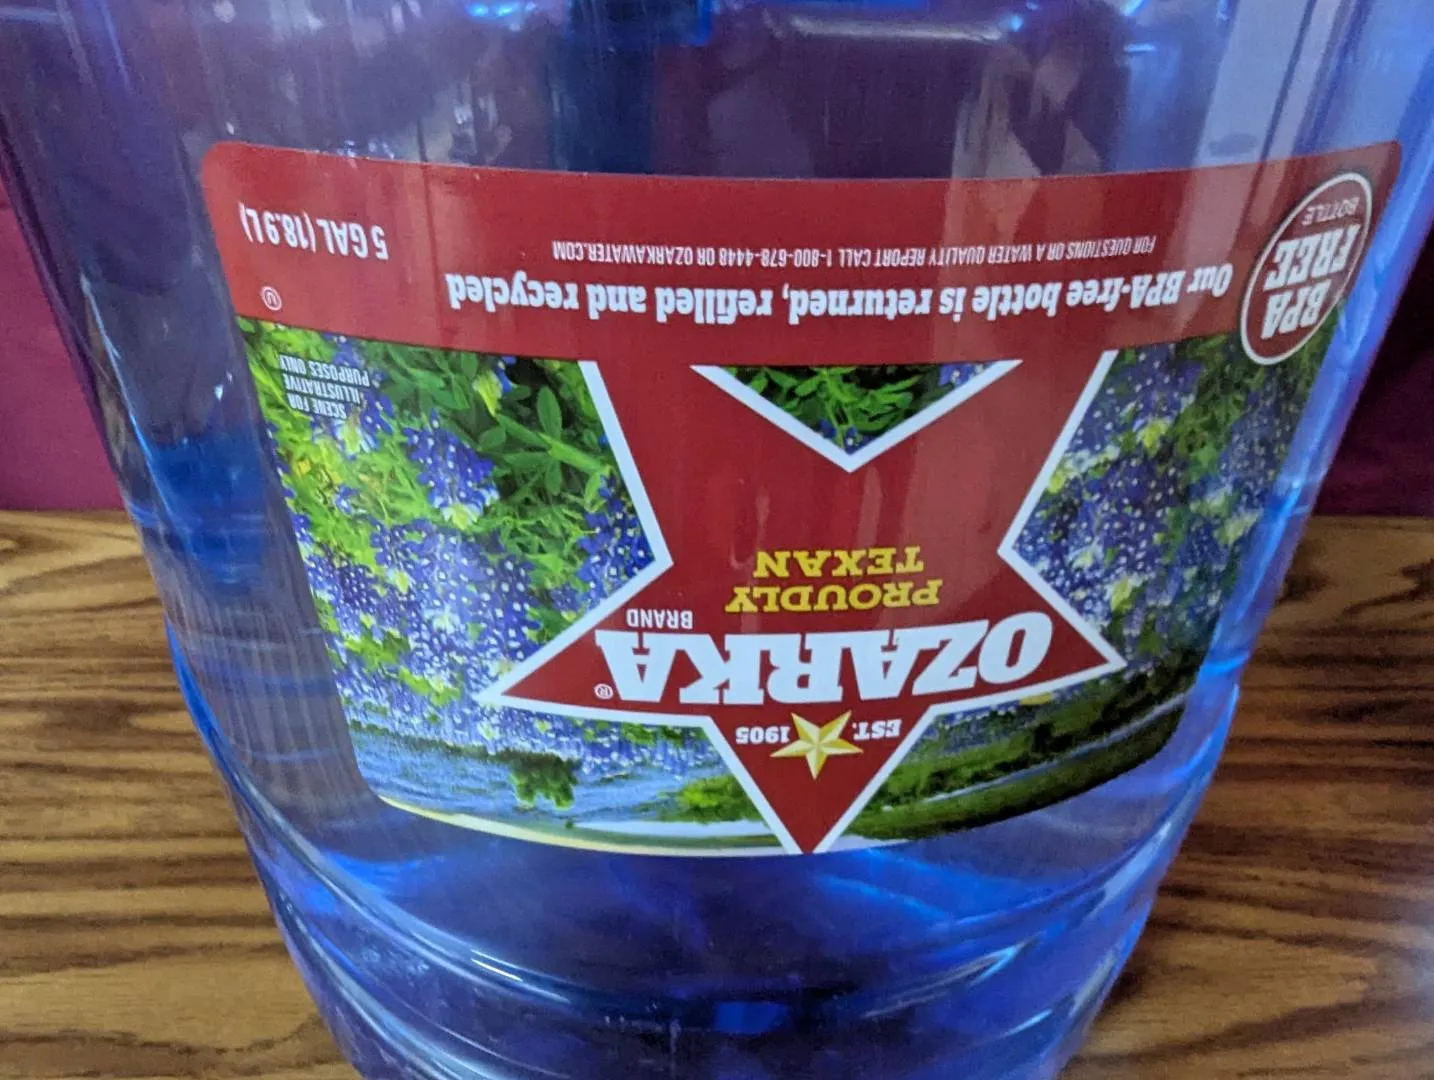 EST. 1905
OZARKA®
BRAND
PROUDLY
TEXAN
SCENE FOR
ILLUSTRATIVE
PURPOSES ONLY
BPA
FREE
BOTTLE
Our BPA-free bottle is returned, refilled and recycled
U
FOR QUESTIONS OR A WATER QUALITY REPORT CALL 1-800-678-4448 OR OZARKAWATER.COM
5 GAL (18.9 L)